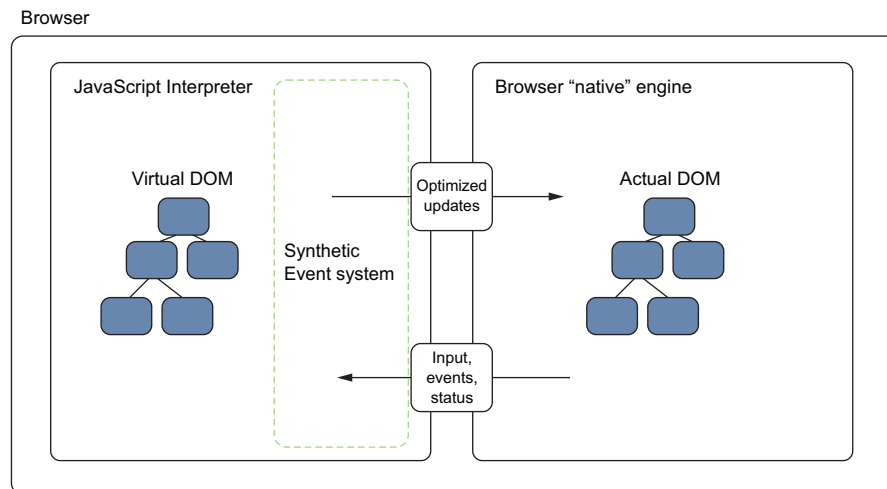 Browser
JavaScript Interpreter
Browser “native” engine
Virtual DOM
Actual DOM
Optimized
updates
Synthetic
Event system
Input,
events,
status